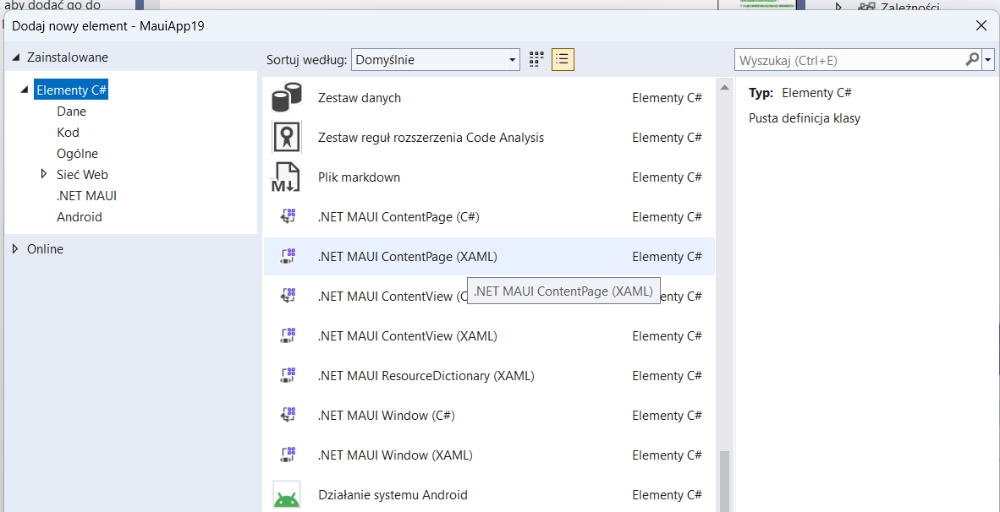 aby dodać go do
Zależności
Dodaj nowy element - MauiApp19
Zainstalowane
Elementy C#
Dane
Kod
Ogólne
Sieć Web
.NET MAUI
Android
Online
Sortuj według: Domyślnie
Zestaw danych Elementy C#
Zestaw reguł rozszerzenia Code Analysis Elementy C#
Plik markdown Elementy C#
.NET MAUI ContentPage (C#) Elementy C#
.NET MAUI ContentPage (XAML) Elementy C#
.NET MAUI ContentPage (XAML)
.NET MAUI ContentView (C enty C#
.NET MAUI ContentView (XAML) Elementy C#
.NET MAUI ResourceDictionary (XAML) Elementy C#
.NET MAUI Window (C#) Elementy C#
.NET MAUI Window (XAML) Elementy C#
Działanie systemu Android Elementy C#
Wyszukaj (Ctrl+E)
Typ: Elementy C#
Pusta definicja klasy